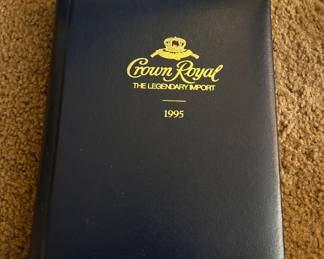 Crown Royal
THE LEGENDARY IMPORT
1995